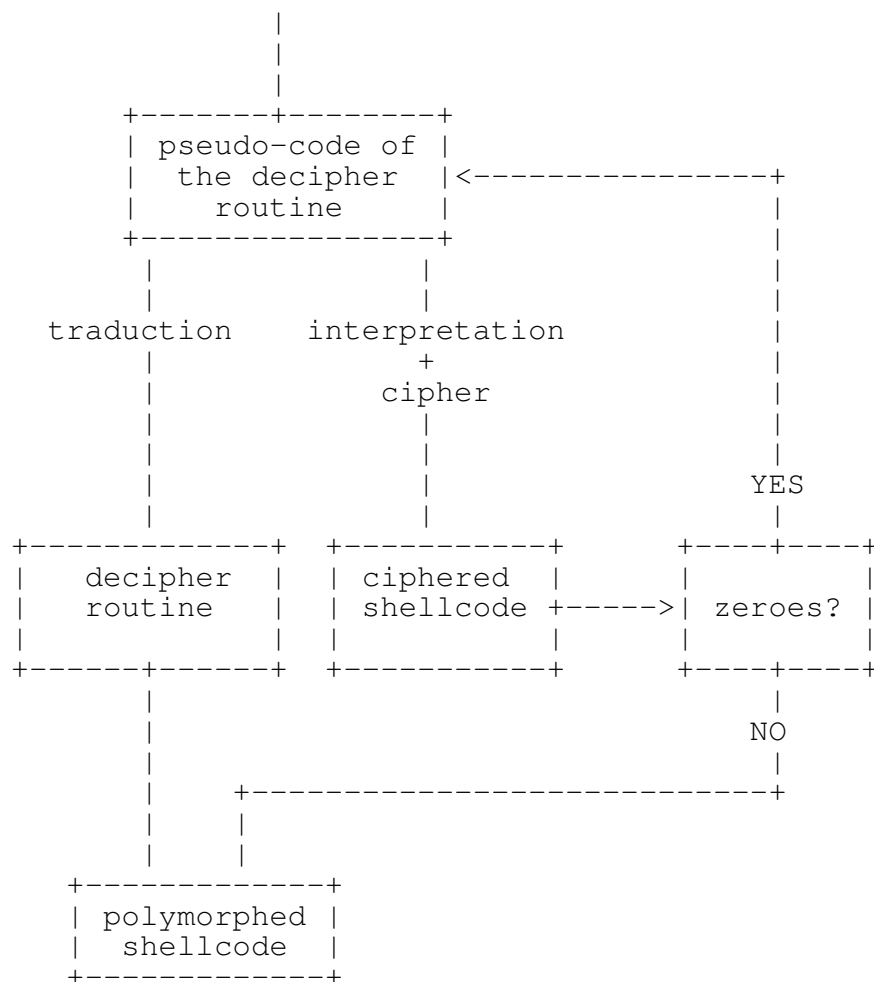 pseudo-code of
the decipher
routine
traduction interpretation
+
cipher
YES
decipher ciphered
routine shellcode zeroes?
NO
polymorphed
shellcode